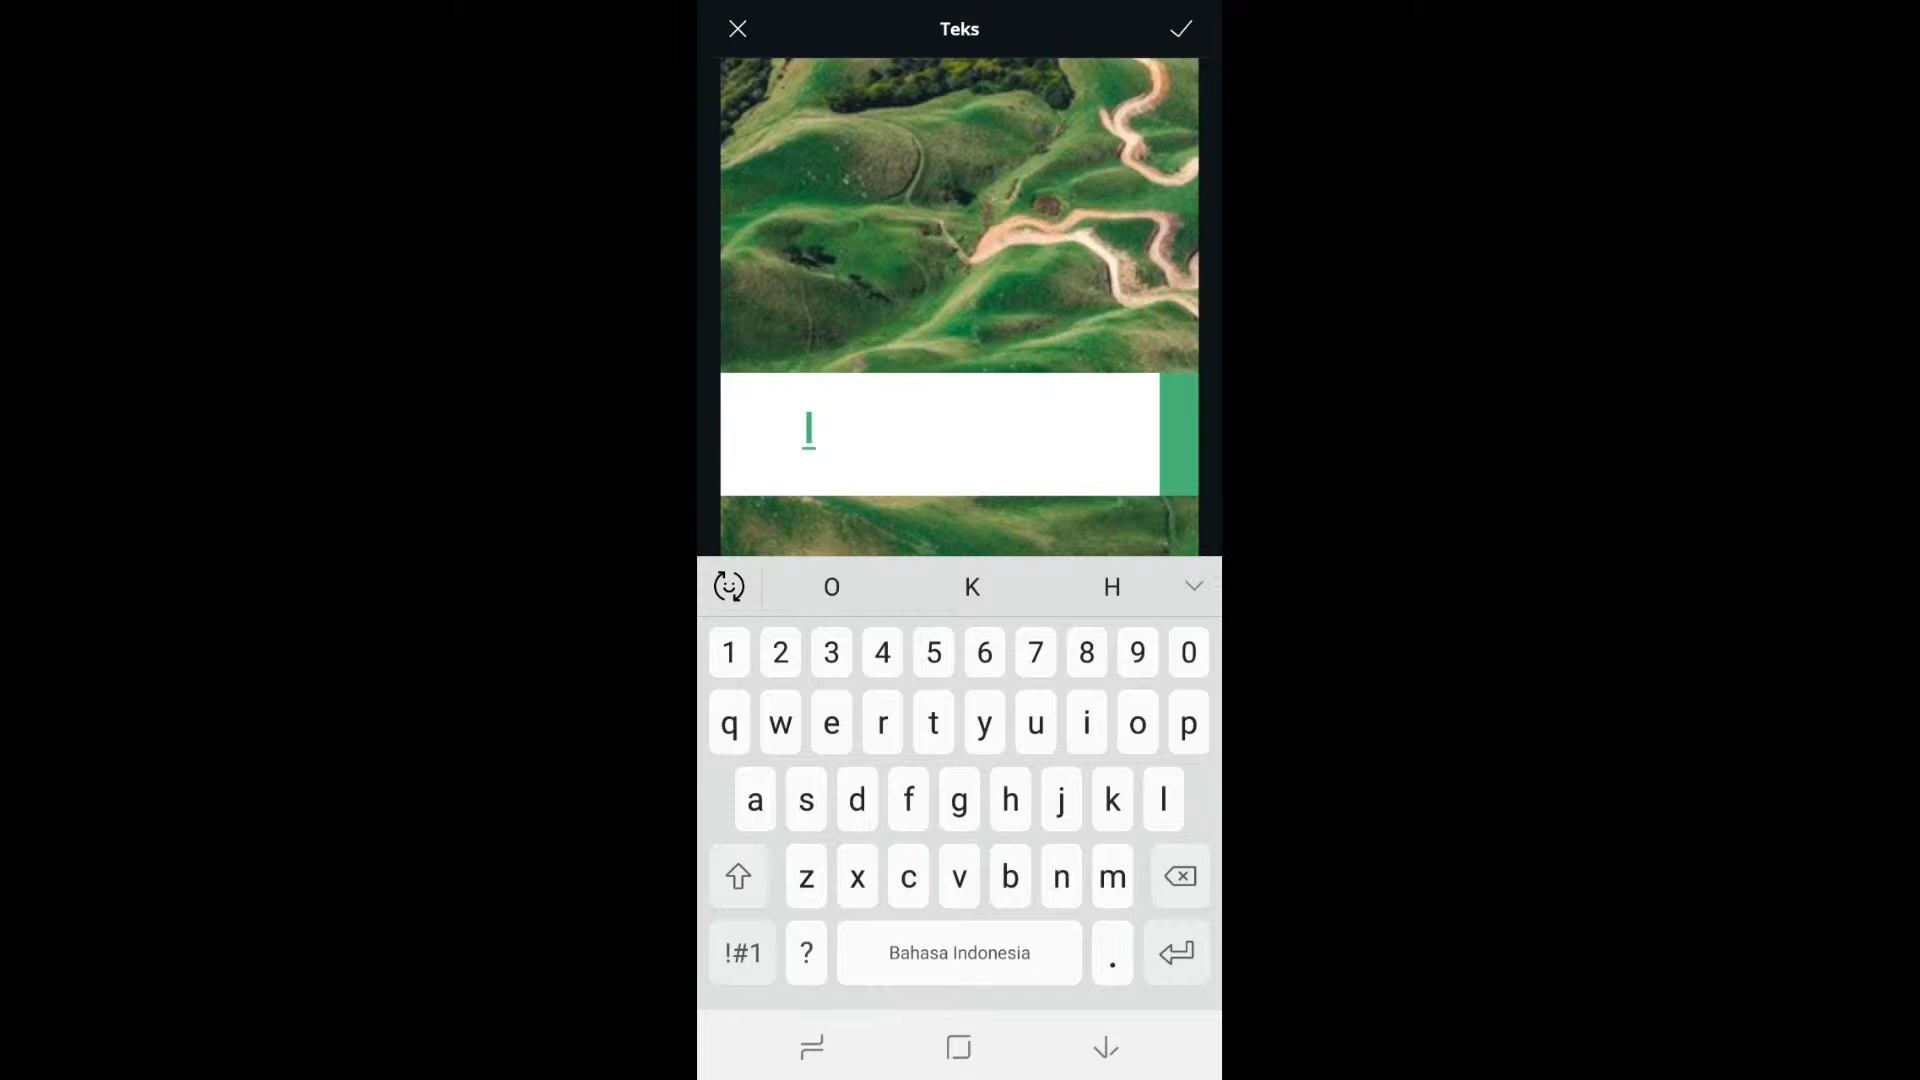 Teks
I
O K H
1 2 3 4 5 6 7 8 9 0
q w e r t y u i o p
a s d f g h j k l
z x c v b n m
!#1 ? Bahasa Indonesia .